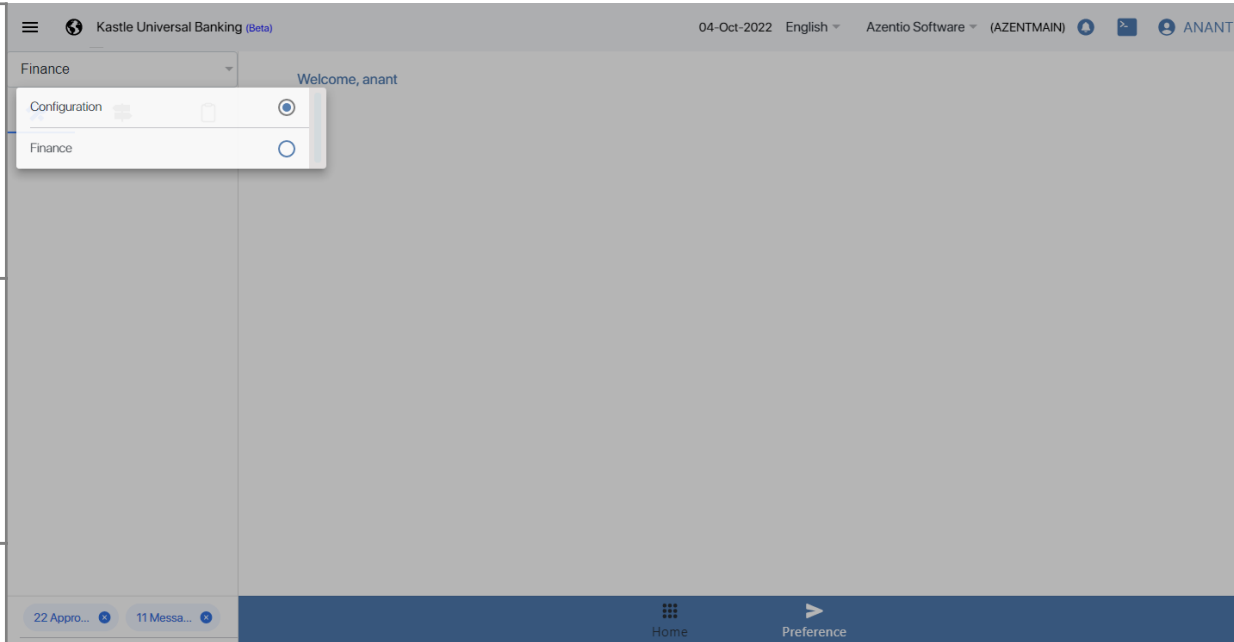 Kastle Universal Banking (Beta)
04-Oct-2022 English Azentio Software (AZENTMAIN) ANANT
Finance
Welcome, anant
Configuration
Finance
22 Appro... 11 Messa...
Home Preference